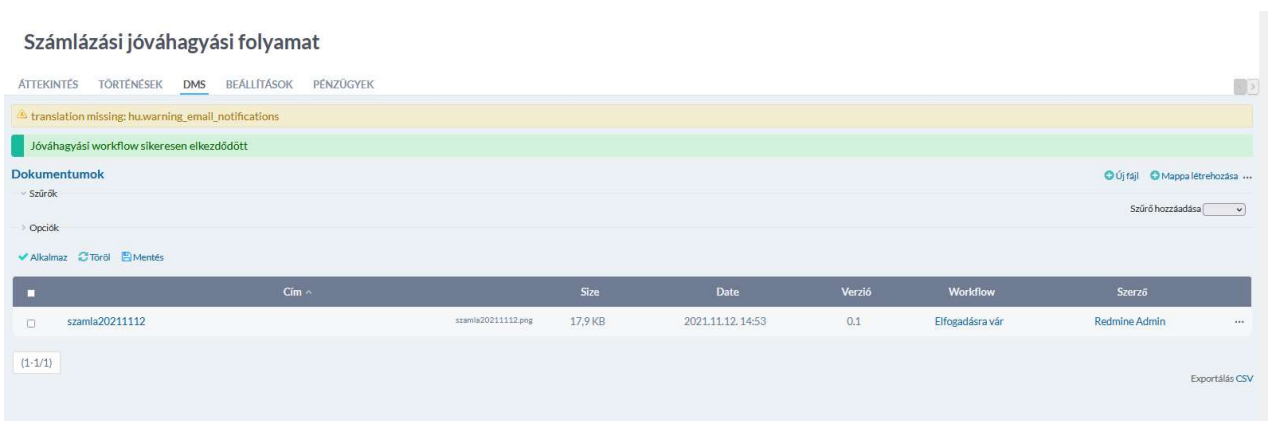 Számlázási jóváhagyási folyamat
ÁTTEKINTÉS TÖRTÉNÉSEK DMS BEÁLLÍTÁSOK PÉNZÜGYEK
translation missing: hu.warning_email_notifications
Jóváhagyási workflow sikeresen elkezdődött
Dokumentumok Új fájl Mappa létrehozása ...
Szűrők
Szűrő hozzáadása
Opciók
Alkalmaz Töröl Mentés
Cím Size Date Verzió Workflow Szerző
szamla20211112 szamla20211112.png 17,9 KB 2021.11.12. 14:53 0.1 Elfogadásra vár Redmine Admin ...
(1-1/1)
Exportálás CSV